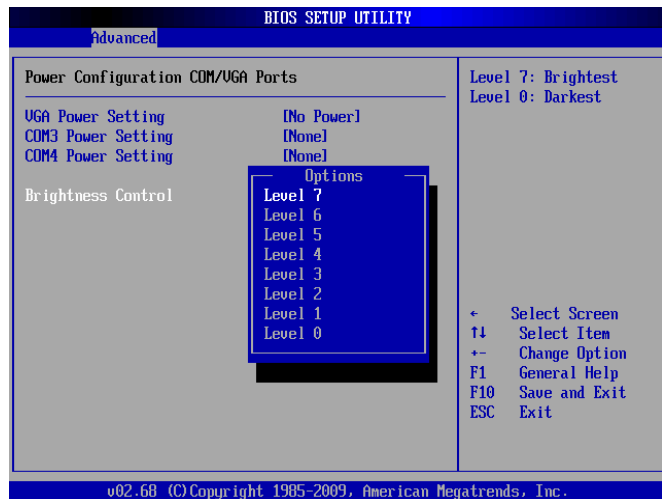 BIOS SETUP UTILITY
Advanced
Power Configuration COM/VGA Ports
VGA Power Setting [No Power]
COM3 Power Setting [None]
COM4 Power Setting [None]
Brightness Control
Options
Level 7
Level 6
Level 5
Level 4
Level 3
Level 2
Level 1
Level 0
Level 7: Brightest
Level 0: Darkest
← Select Screen
↑↓ Select Item
+- Change Option
F1 General Help
F10 Save and Exit
ESC Exit
v02.68 (C)Copyright 1985-2009, American Megatrends, Inc.